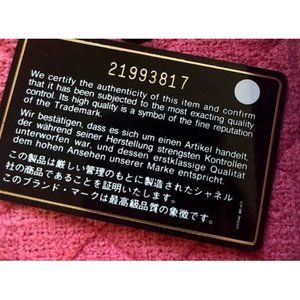 21993817
We certify the authenticity of this item and confirm
that it has been subjected to the most exacting quality
control. Its high quality is a symbol of the fine reputation
of the Trademark.
Wir bestätigen, dass es sich um einen Artikel handelt,
der während seiner Herstellung strengsten Kontrollen
unterworfen war, und dessen erstklassige Qualität
dem hohen Ansehen unserer Marke entspricht.
この製品は厳しい管理のもとに製造されたシャネル
社の商品であることを証明いたします。
このブランド・マークは最高級品質の象徴です。